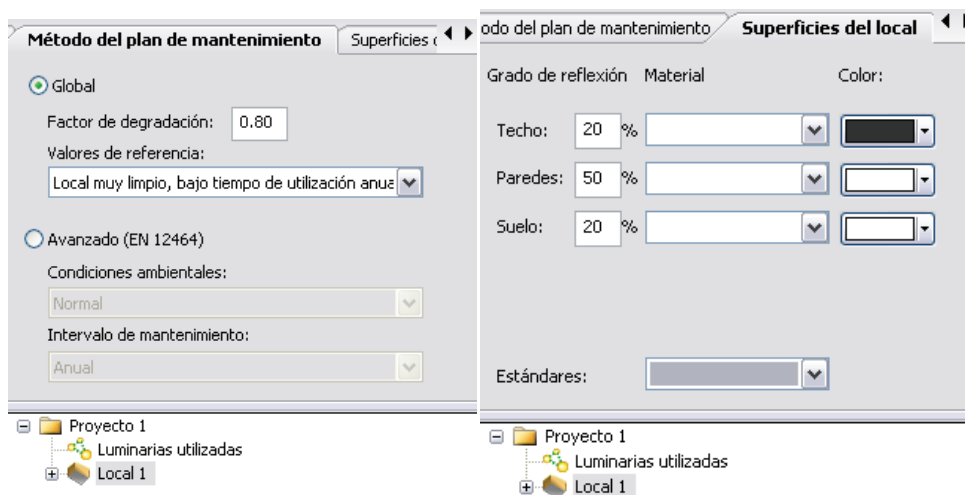 Método del plan de mantenimiento
Superficies
Global
Factor de degradación: 0.80
Valores de referencia:
Local muy limpio, bajo tiempo de utilización anua
Avanzado (EN 12464)
Condiciones ambientales:
Normal
Intervalo de mantenimiento:
Anual
Proyecto 1
Luminarias utilizadas
Local 1
odo del plan de mantenimiento
Superficies del local
Grado de reflexión Material Color:
Techo: 20 %
Paredes: 50 %
Suelo: 20 %
Estándares:
Proyecto 1
Luminarias utilizadas
Local 1